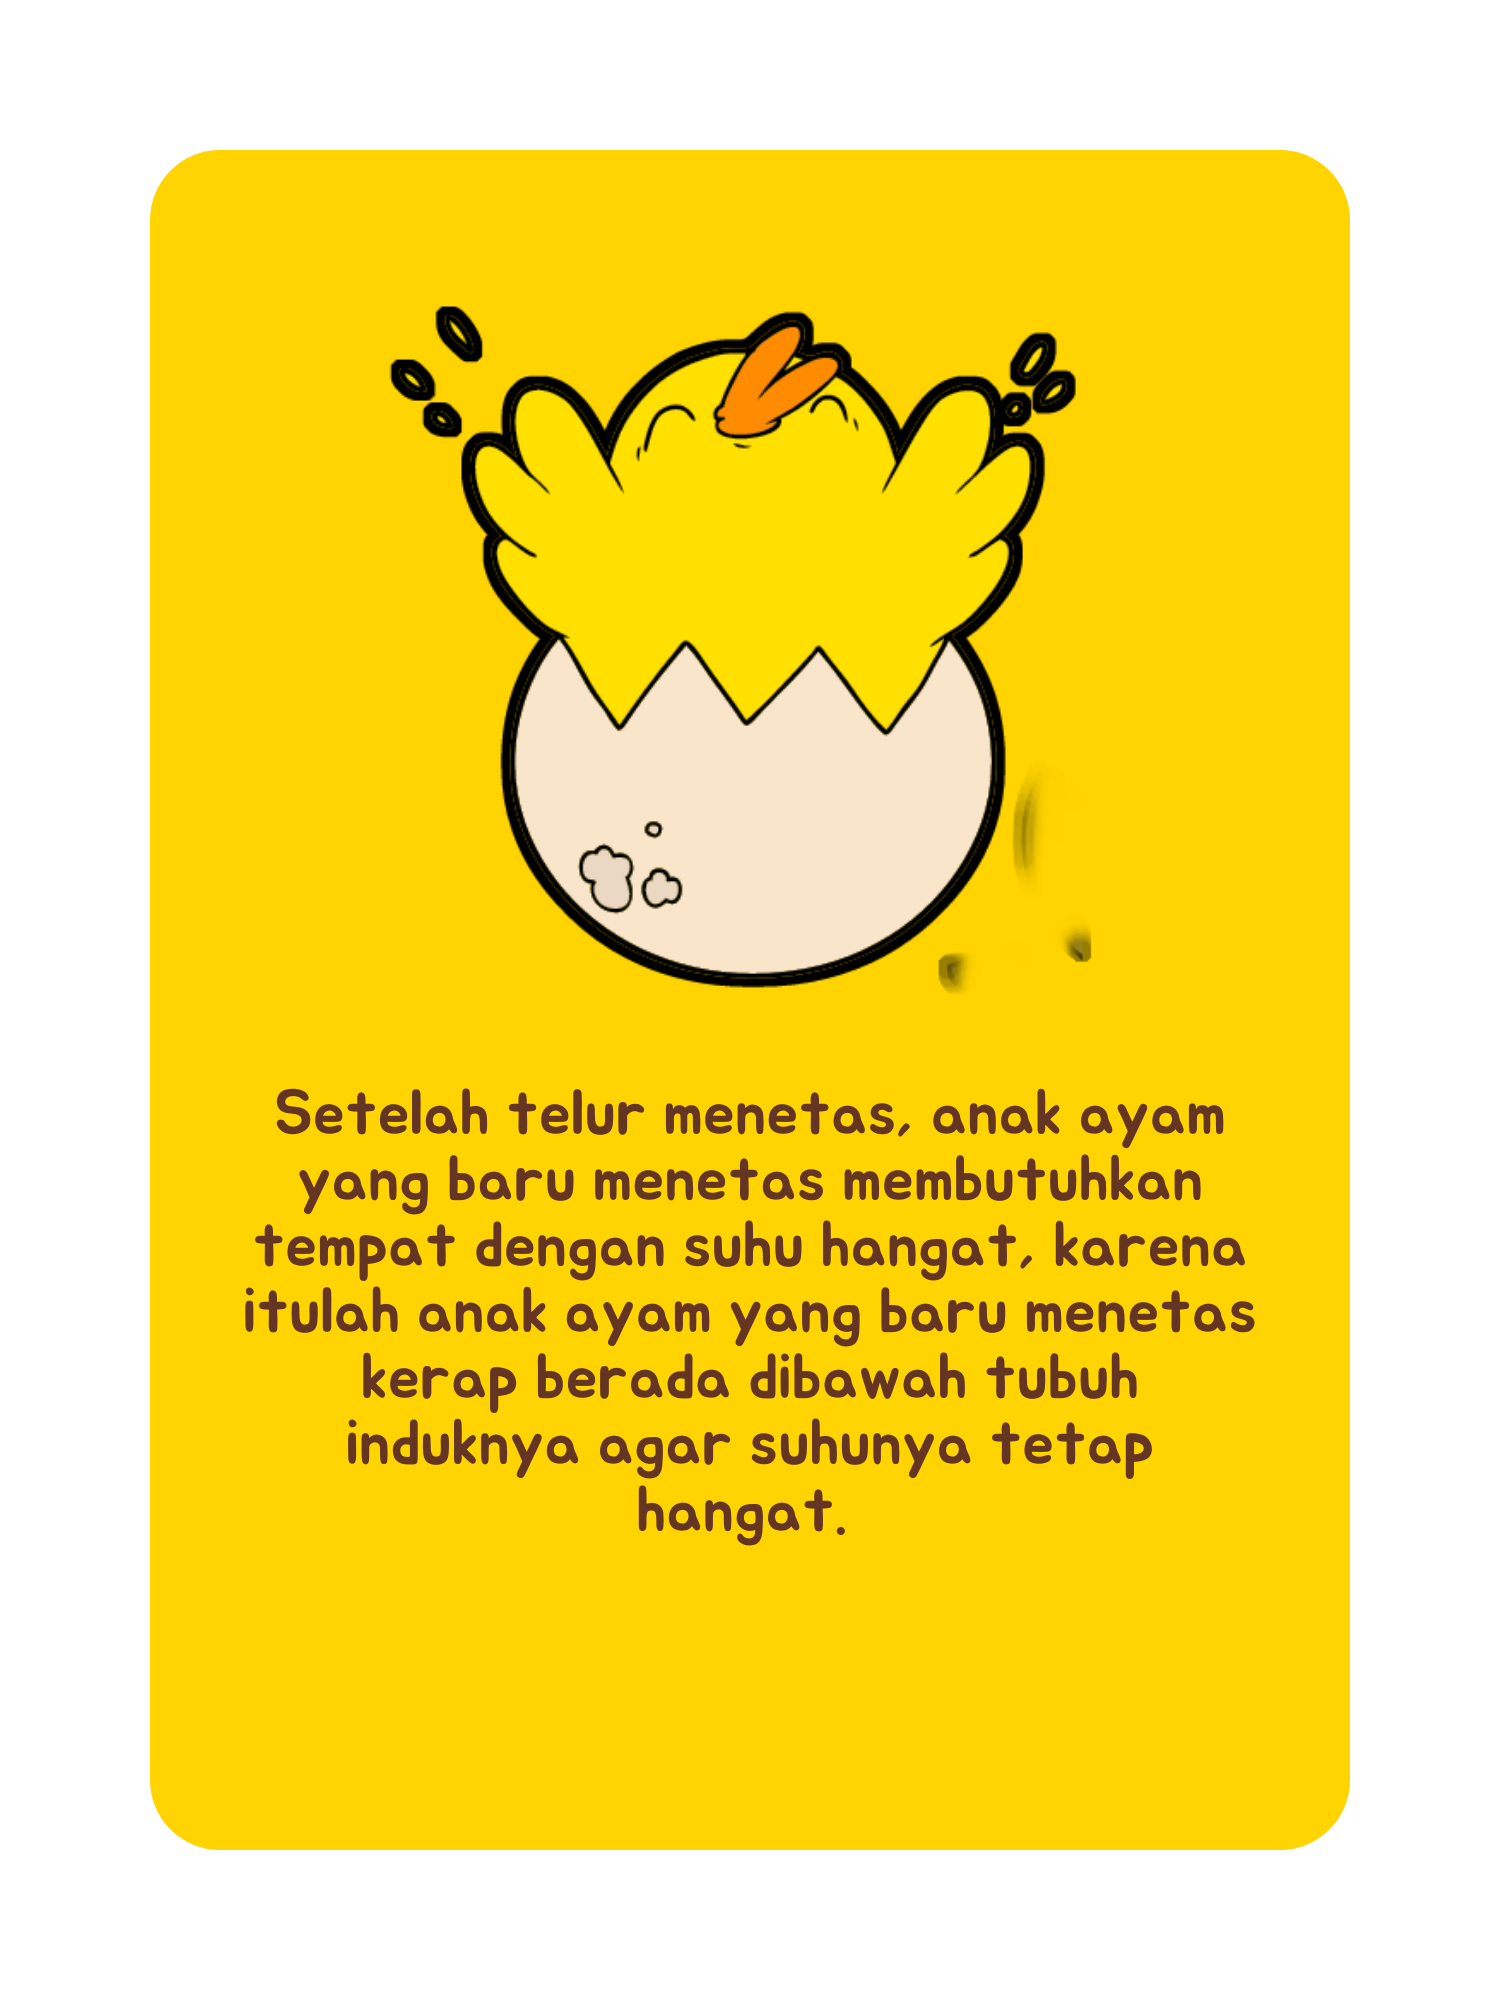 Setelah telur menetas, anak ayam
yang baru menetas membutuhkan
tempat dengan suhu hangat, karena
itulah anak ayam yang baru menetas
kerap berada dibawah tubuh
induknya agar suhunya tetap
hangat.